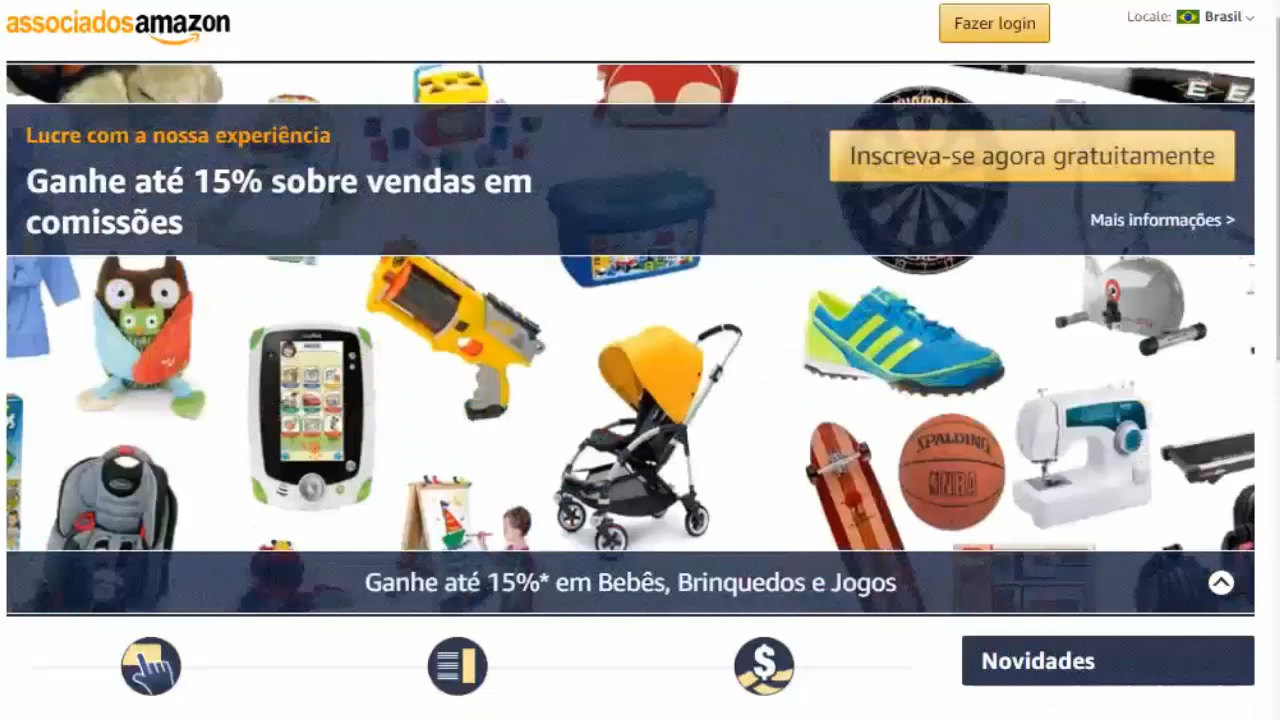 associadosamazon
Fazer login
Locale: Brasil
Lucre com a nossa experiência
Ganhe até 15% sobre vendas em
comissões
Inscreva-se agora gratuitamente
Mais informações >
SPALDING
NBA
Ganhe até 15%* em Bebês, Brinquedos e Jogos
$
Novidades